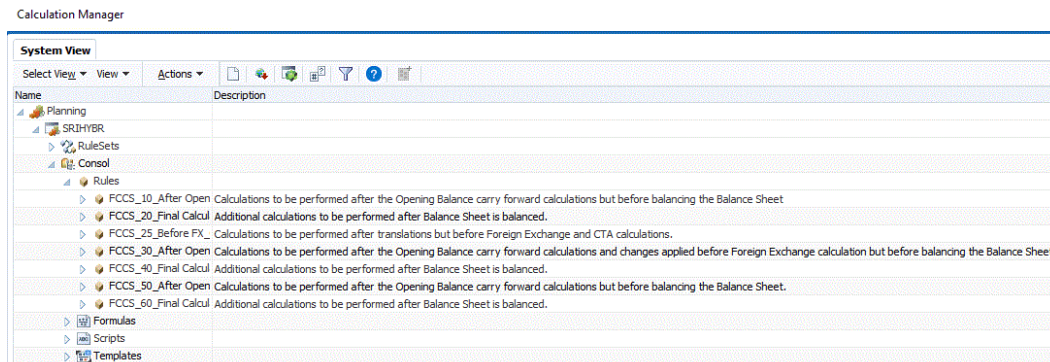 Calculation Manager
System View
Select View View Actions
Name Description
Planning
SRIHYBR
RuleSets
Consol
Rules
FCCS_10_After Open Calculations to be performed after the Opening Balance carry forward calculations but before balancing the Balance Sheet
FCCS_20_Final Calcul Additional calculations to be performed after Balance Sheet is balanced.
FCCS_25_Before FX_ Calculations to be performed after translations but before Foreign Exchange and CTA calculations.
FCCS_30_After Open Calculations to be performed after the Opening Balance carry forward calculations and changes applied before Foreign Exchange calculation but before balancing the Balance Sheet
FCCS_40_Final Calcul Additional calculations to be performed after Balance Sheet is balanced.
FCCS_50_After Open Calculations to be performed after the Opening Balance carry forward calculations but before balancing the Balance Sheet.
FCCS_60_Final Calcul Additional calculations to be performed after Balance Sheet is balanced.
Formulas
Scripts
Templates